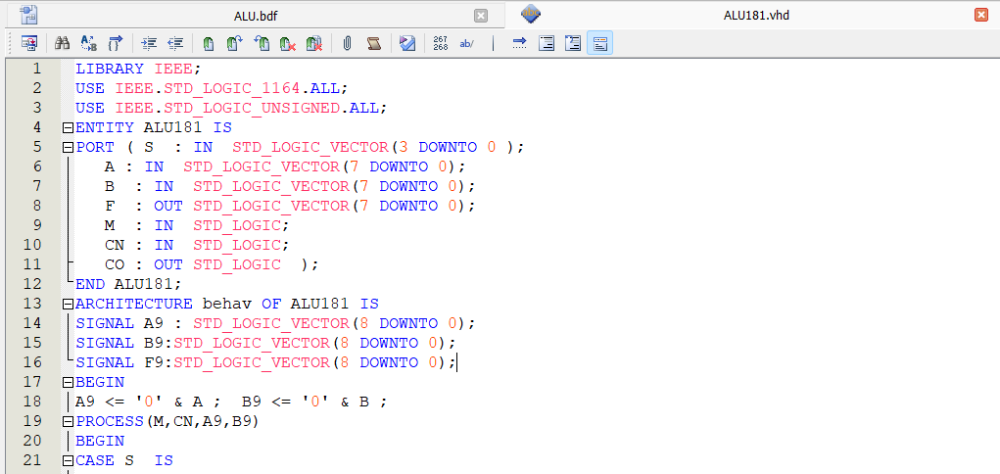 ALU.bdf ALU181.vhd
267
268 ab/
1 LIBRARY IEEE;
2 USE IEEE.STD_LOGIC_1164.ALL;
3 USE IEEE.STD_LOGIC_UNSIGNED.ALL;
4 ENTITY ALU181 IS
5 PORT ( S  : IN  STD_LOGIC_VECTOR(3 DOWNTO 0 );
6    A : IN  STD_LOGIC_VECTOR(7 DOWNTO 0);
7    B  : IN  STD_LOGIC_VECTOR(7 DOWNTO 0);
8    F  : OUT STD_LOGIC_VECTOR(7 DOWNTO 0);
9    M  : IN  STD_LOGIC;
10    CN : IN  STD_LOGIC;
11    CO : OUT STD_LOGIC  );
12 END ALU181;
13 ARCHITECTURE behav OF ALU181 IS
14 SIGNAL A9 : STD_LOGIC_VECTOR(8 DOWNTO 0);
15 SIGNAL B9:STD_LOGIC_VECTOR(8 DOWNTO 0);
16 SIGNAL F9:STD_LOGIC_VECTOR(8 DOWNTO 0);
17 BEGIN
18 A9 <= '0' & A ;  B9 <= '0' & B ;
19 PROCESS(M,CN,A9,B9)
20 BEGIN
21 CASE S  IS